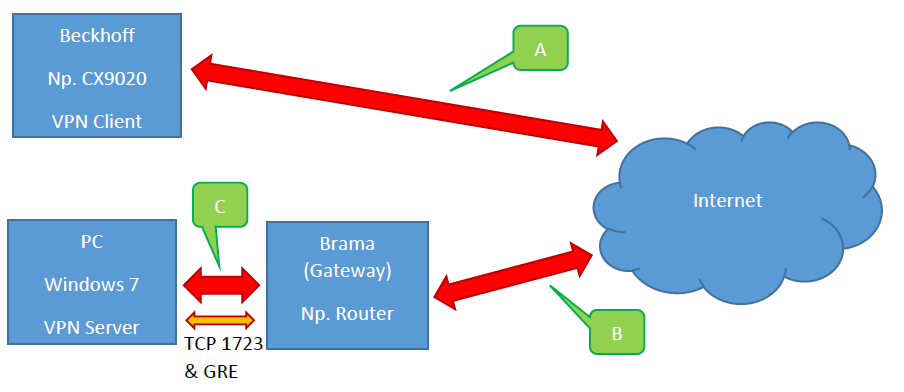 Beckhoff
Np. CX9020
VPN Client
A
Internet
C
PC
Windows 7
VPN Server
Brama
(Gateway)
Np. Router
B
TCP 1723
& GRE